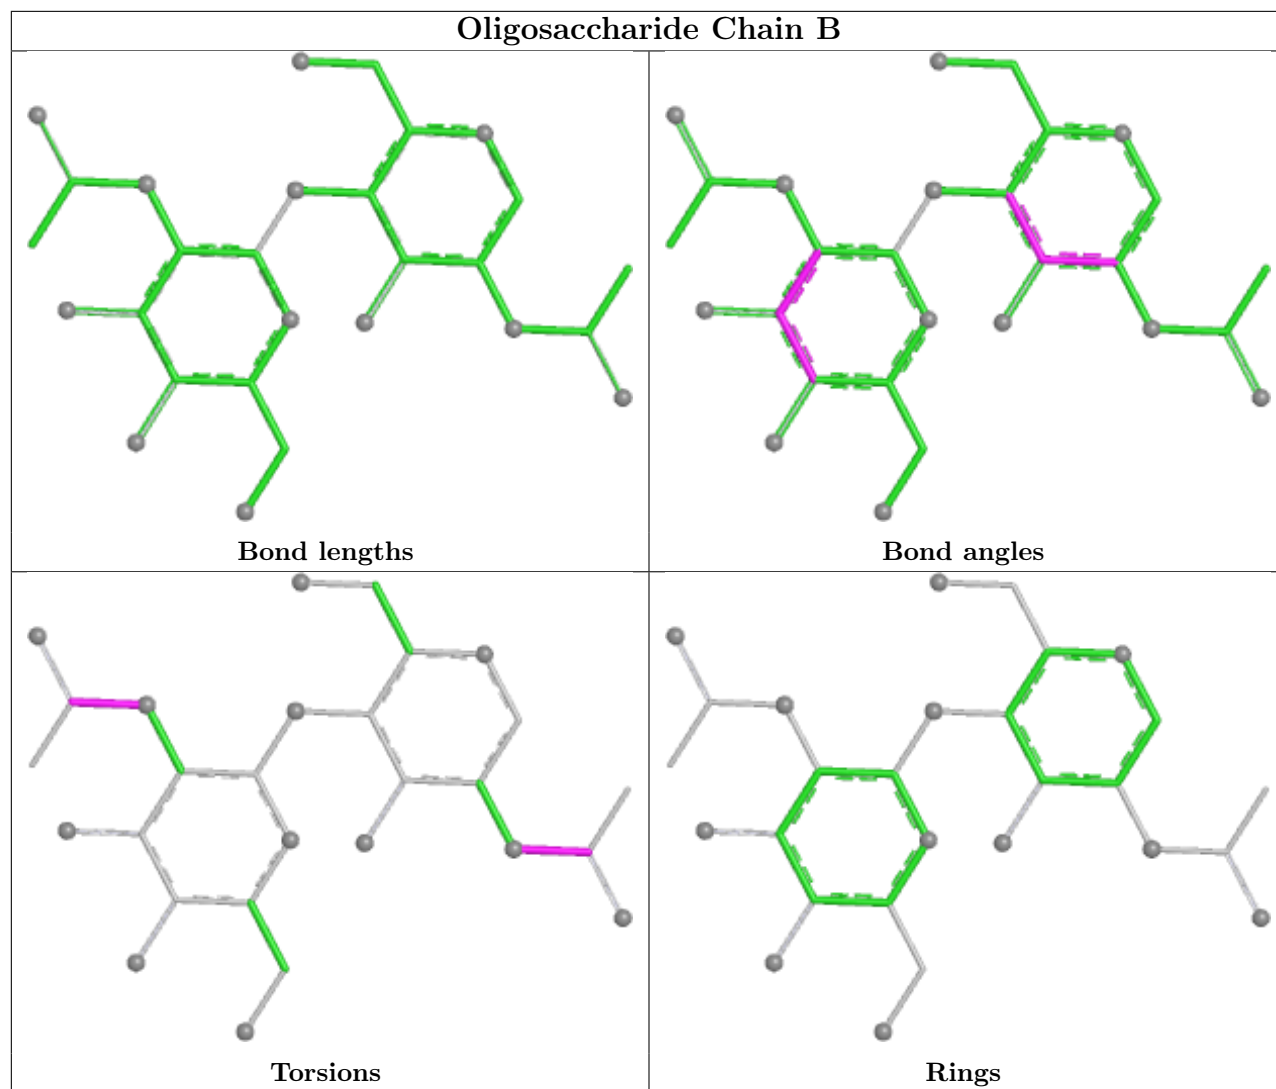 Oligosaccharide Chain B
Bond lengths
Bond angles
Torsions
Rings